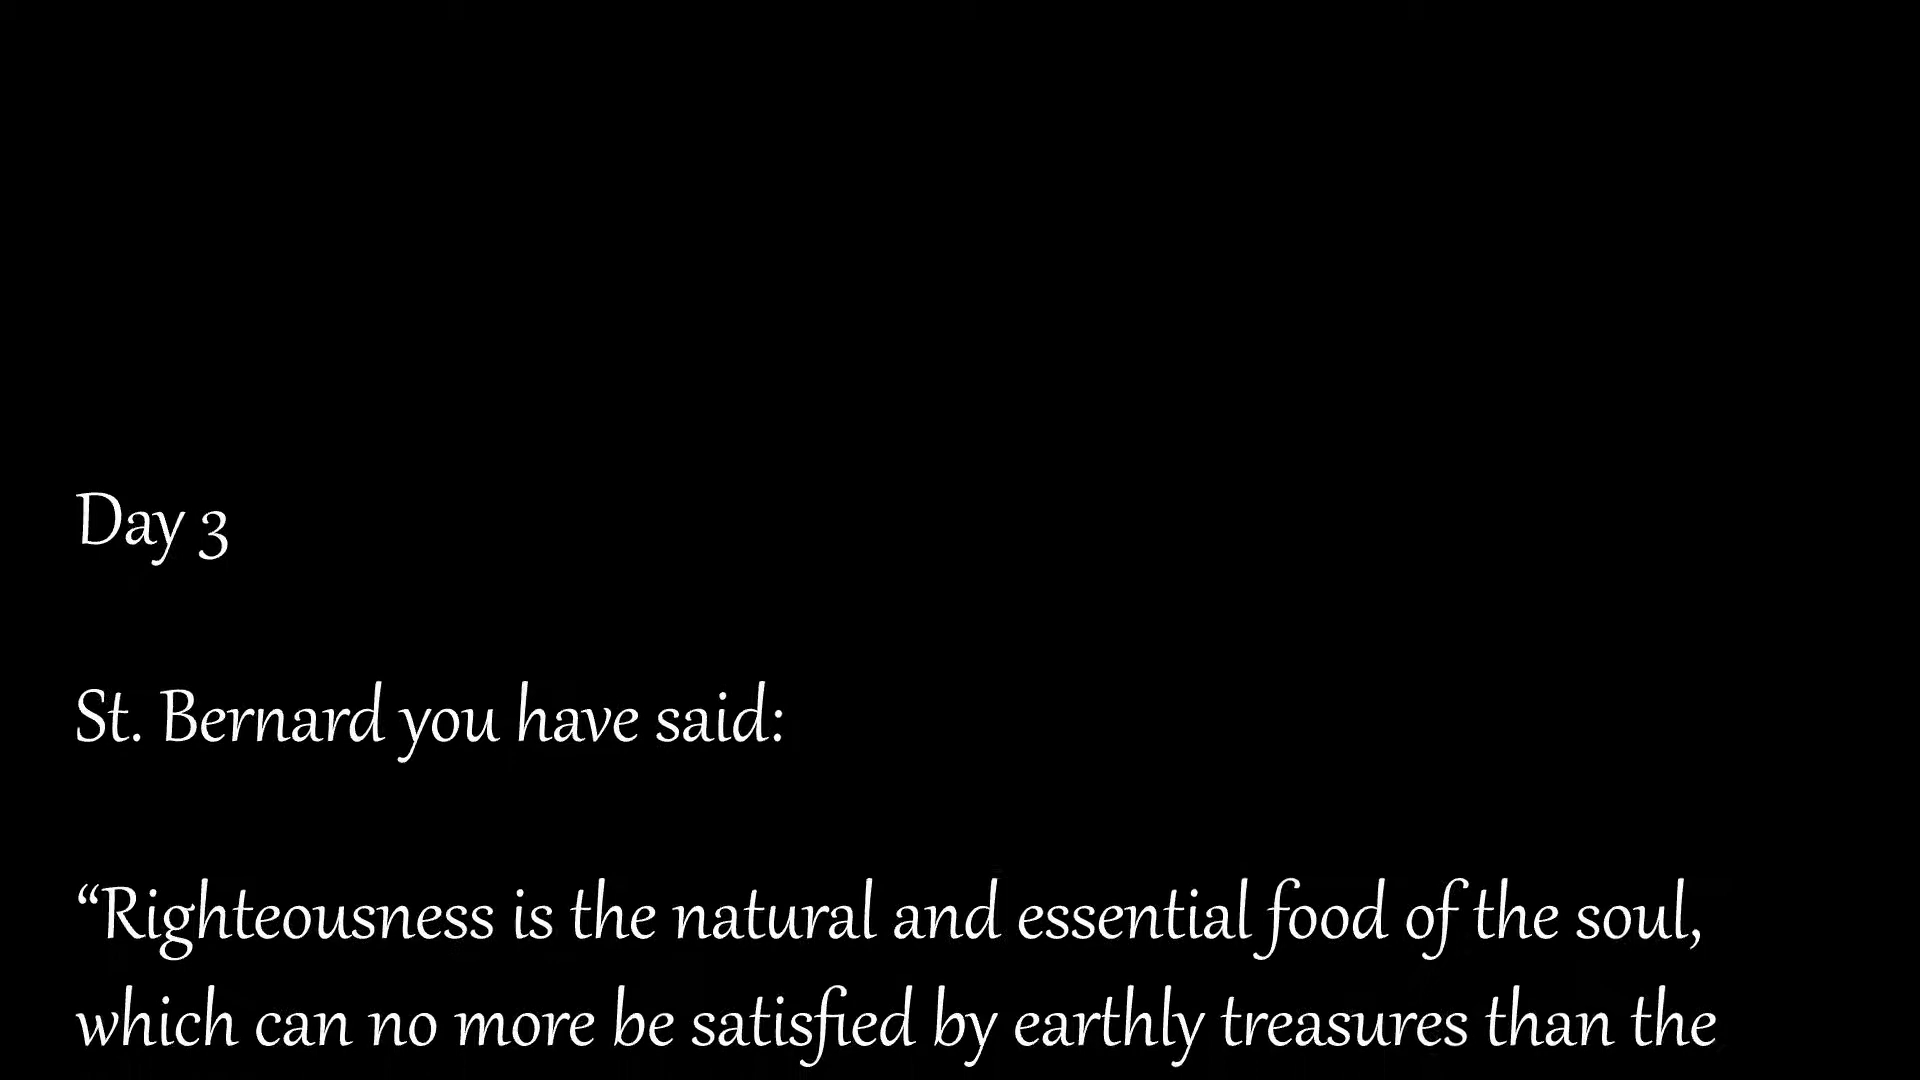 Day 3
St. Bernard you have said:
“Righteousness is the natural and essential food of the soul,
which can no more be satisfied by earthly treasures than the